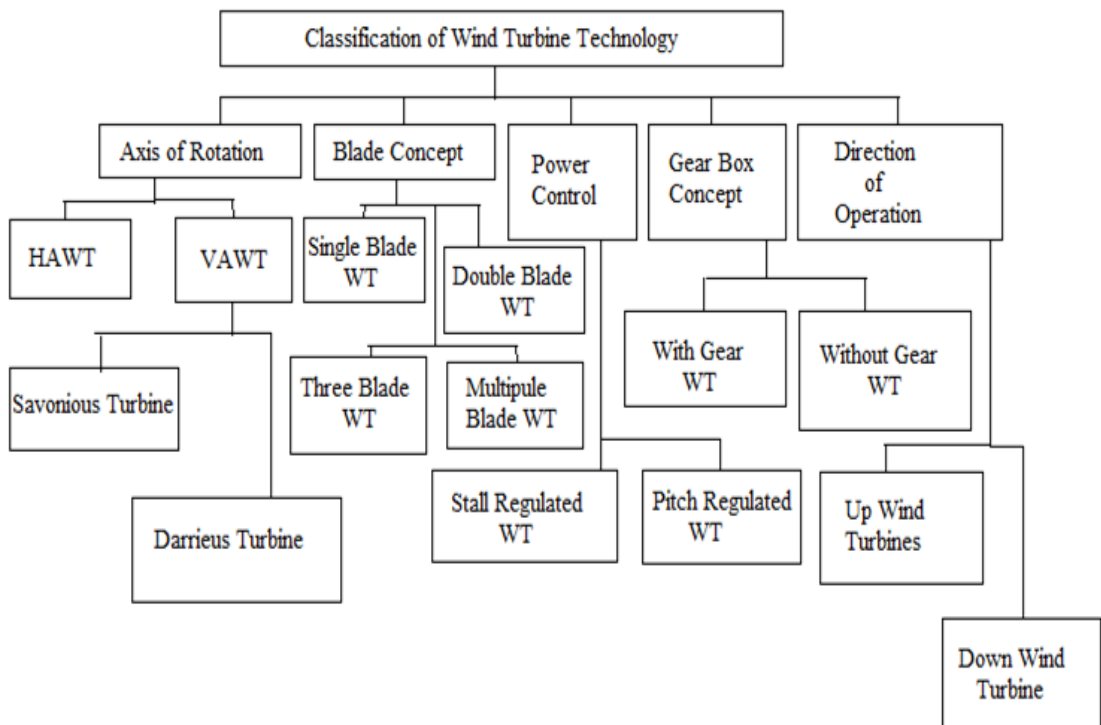 Classification of Wind Turbine Technology
Axis of Rotation
Blade Concept
Power
Control
Gear Box
Concept
Direction
of
Operation
HAWT
VAWT
Single Blade
WT
Double Blade
WT
With Gear
WT
Without Gear
WT
Savonious Turbine
Three Blade
WT
Multipule
Blade WT
Darrieus Turbine
Stall Regulated
WT
Pitch Regulated
WT
Up Wind
Turbines
Down Wind
Turbine